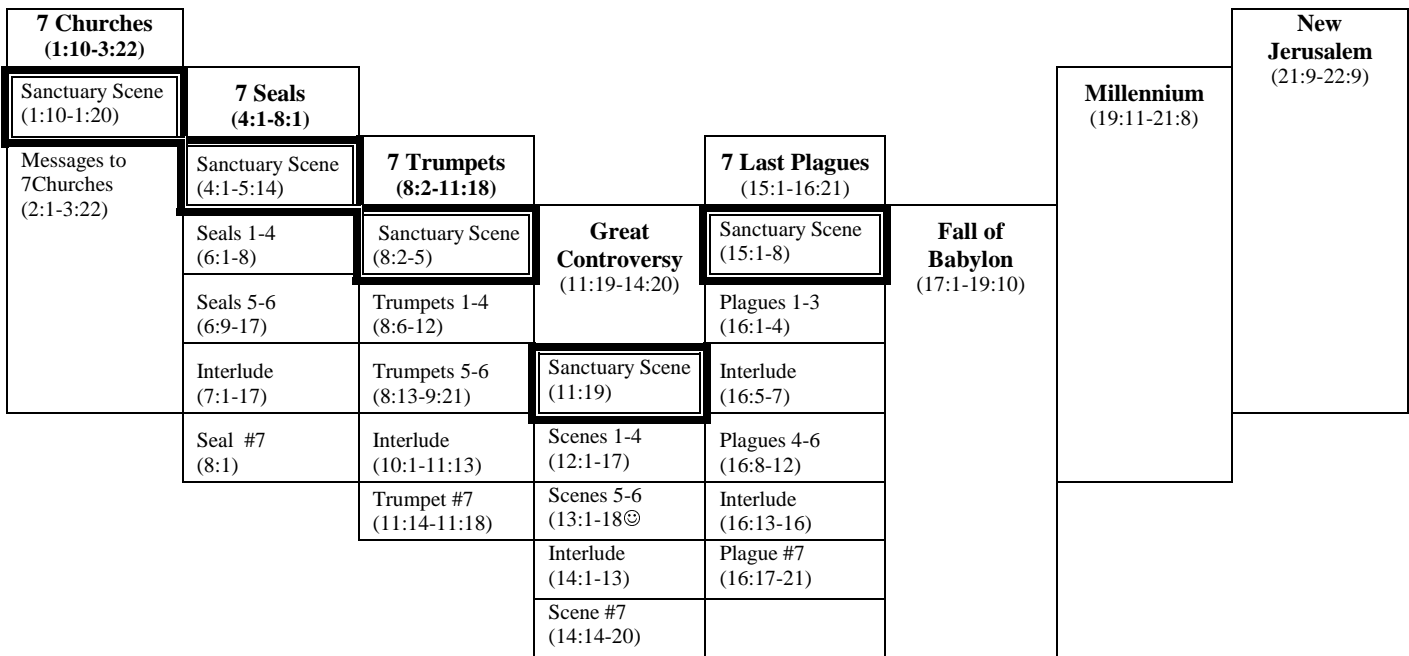 7 Churches
(1:10-3:22)
Sanctuary Scene
(1:10-1:20)
Messages to
7Churches
(2:1-3:22)
7 Seals
(4:1-8:1)
Sanctuary Scene
(4:1-5:14)
Seals 1-4
(6:1-8)
Seals 5-6
(6:9-17)
Interlude
(7:1-17)
Seal #7
(8:1)
7 Trumpets
(8:2-11:18)
Sanctuary Scene
(8:2-5)
Trumpets 1-4
(8:6-12)
Trumpets 5-6
(8:13-9:21)
Interlude
(10:1-11:13)
Trumpet #7
(11:14-11:18)
Great
Controversy
(11:19-14:20)
Sanctuary Scene
(11:19)
Scenes 1-4
(12:1-17)
Scenes 5-6
(13:1-18☺
Interlude
(14:1-13)
Scene #7
(14:14-20)
7 Last Plagues
(15:1-16:21)
Sanctuary Scene
(15:1-8)
Plagues 1-3
(16:1-4)
Interlude
(16:5-7)
Plagues 4-6
(16:8-12)
Interlude
(16:13-16)
Plague #7
(16:17-21)
Fall of
Babylon
(17:1-19:10)
Millennium
(19:11-21:8)
New
Jerusalem
(21:9-22:9)